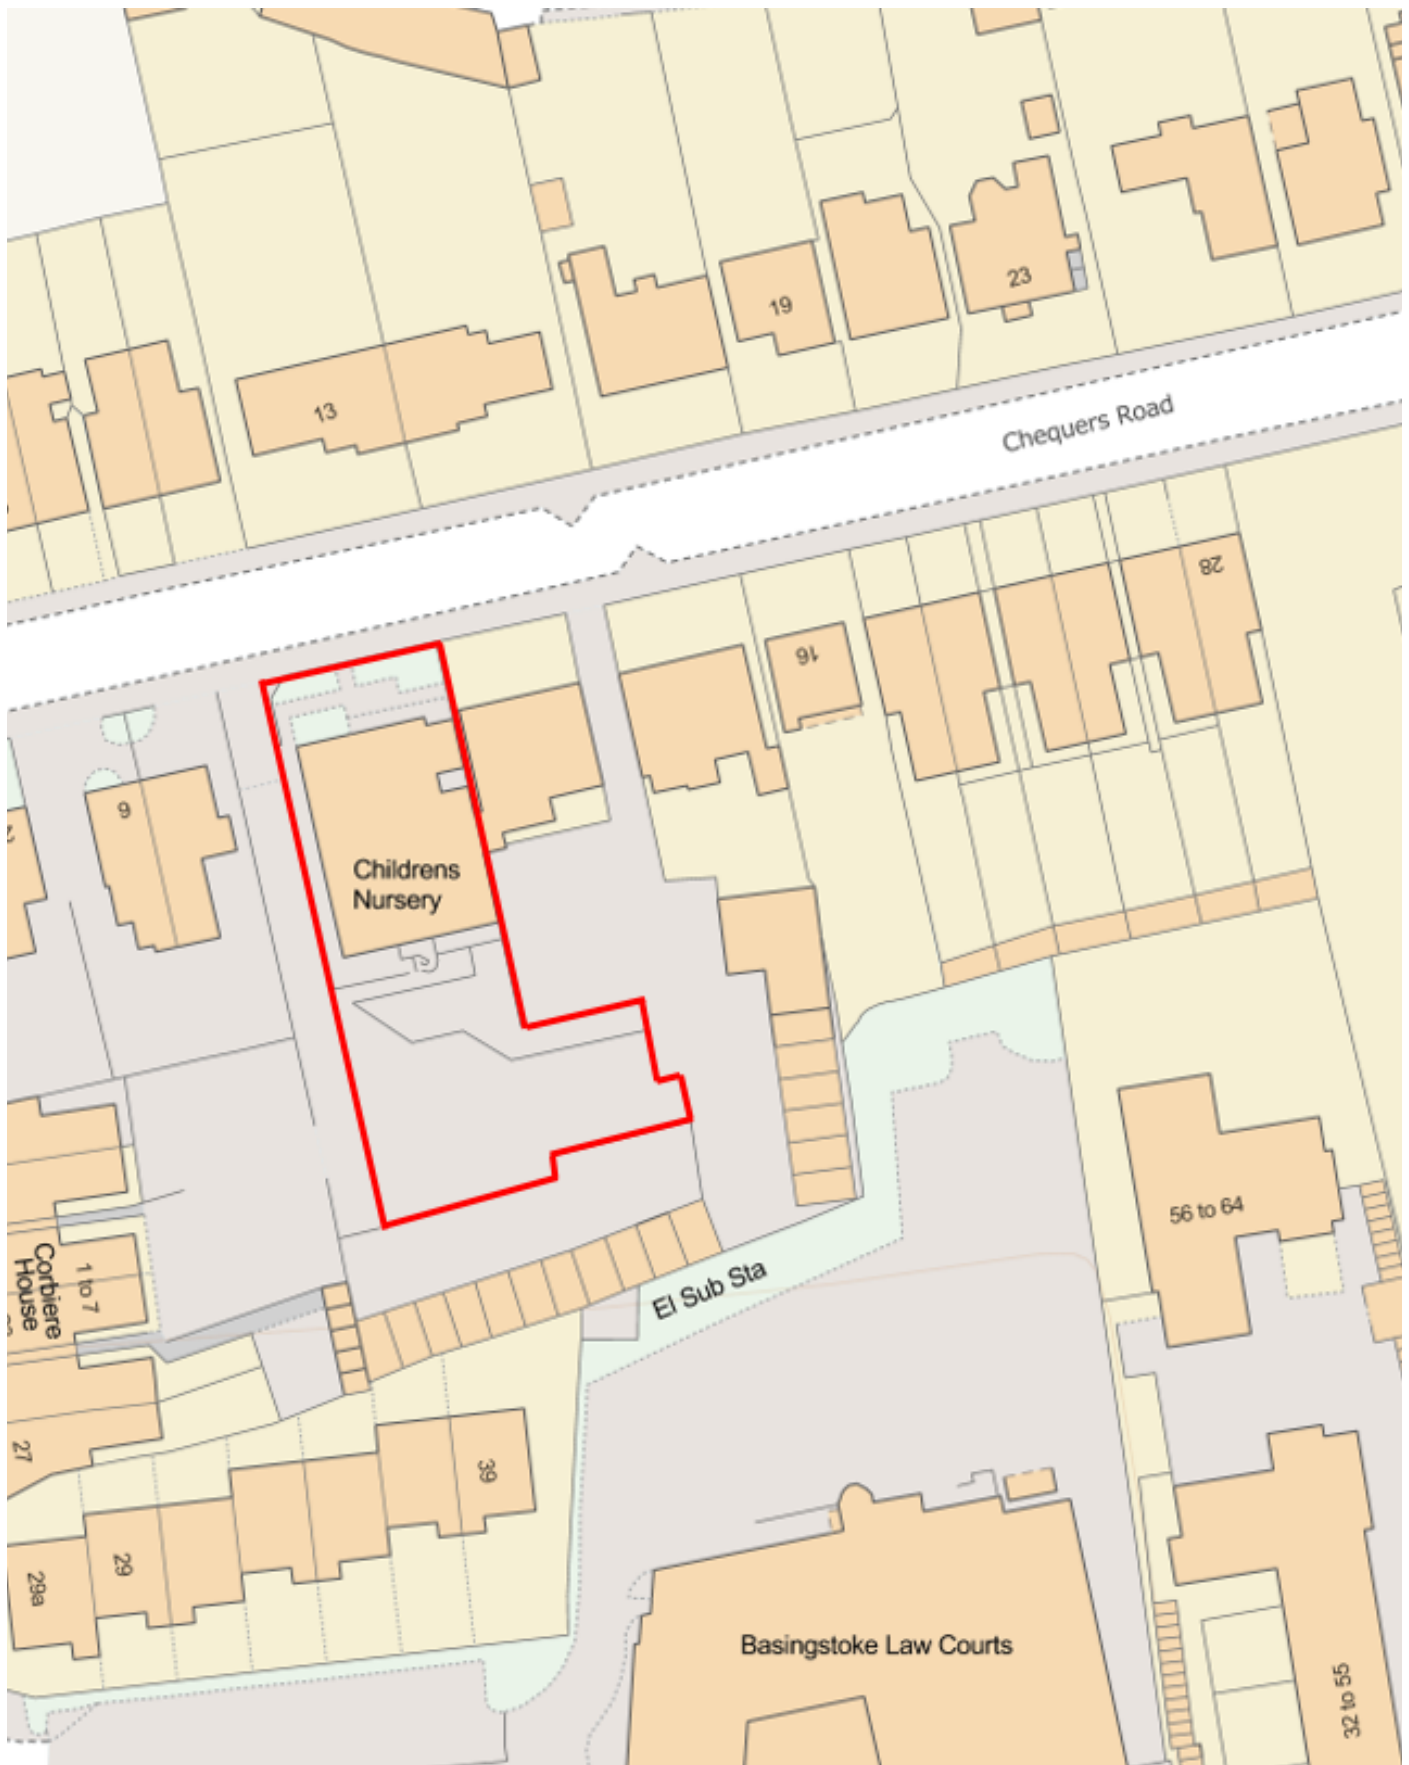 23
19
13
Chequers Road
28
16
6
Childrens
Nursery
56 to 64
El Sub Sta
1 to 7
Corbiere
House
27
39
29
29a
Basingstoke Law Courts
32 to 55